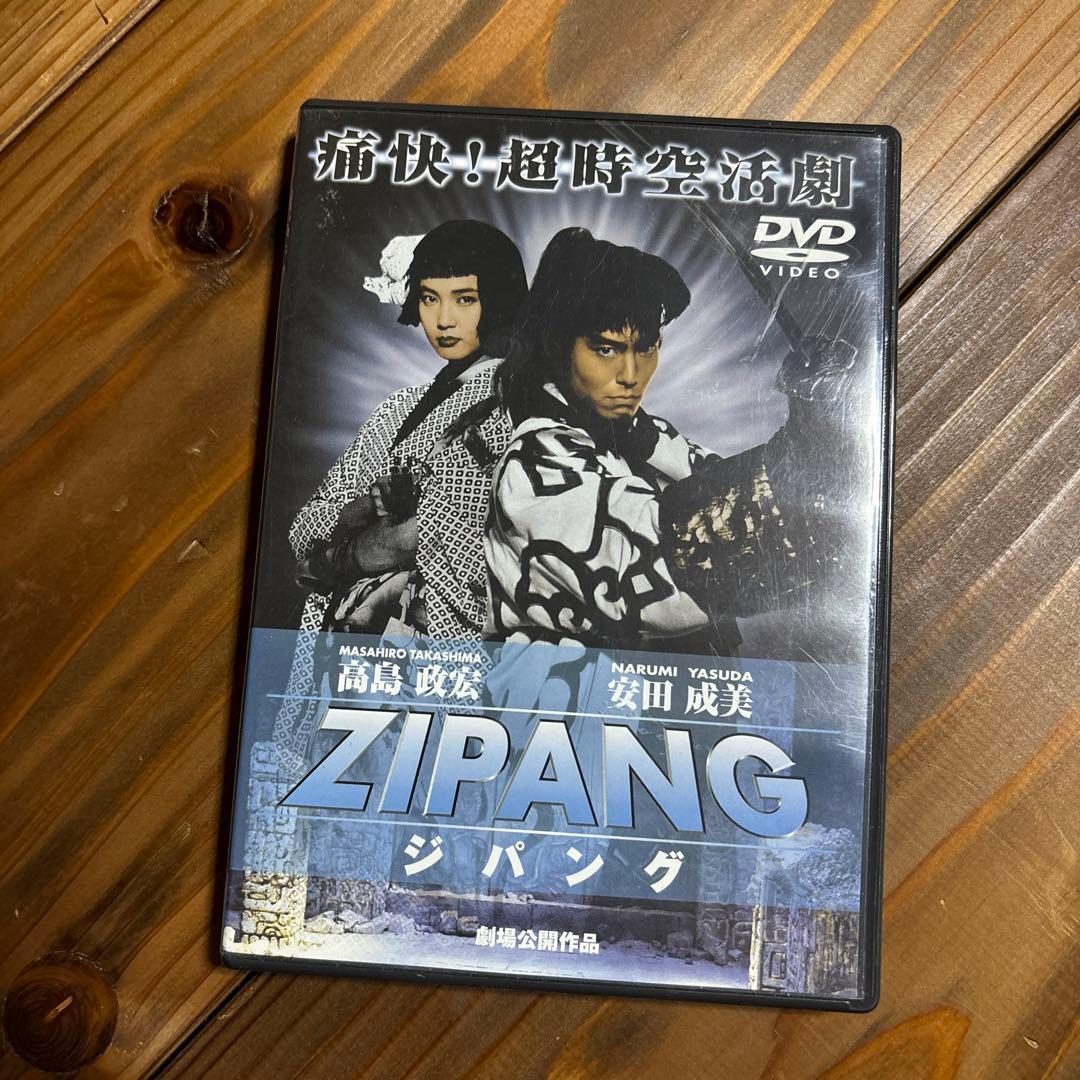 痛快!超時空活劇
DVD
VIDEO
MASAHIRO TAKASHIMA
高島 政宏
NARUMI YASUDA
安田 成美
ZIPANG
ジパング
劇場公開作品